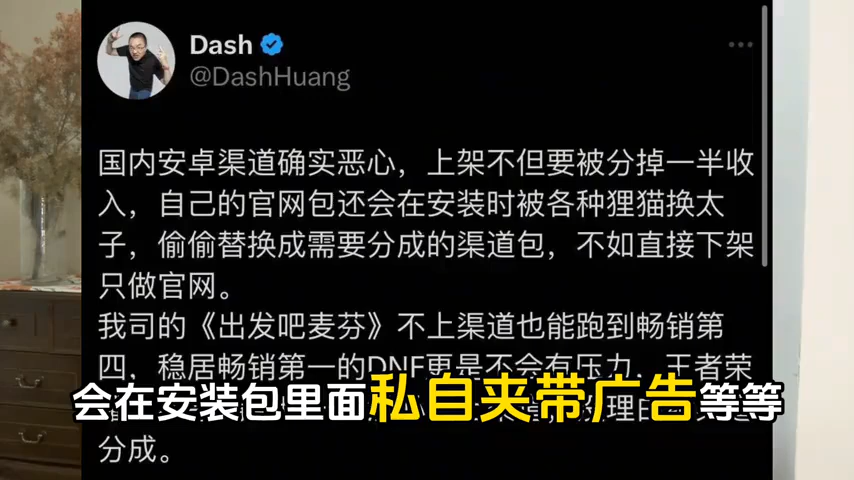 Dash
@DashHuang
国内安卓渠道确实恶心，上架不但要被分掉一半收
入，自己的官网包还会在安装时被各种狸猫换太
子，偷偷替换成需要分成的渠道包，不如直接下架
只做官网。
我司的《出发吧麦芬》不上渠道也能跑到畅销第
四，稳居畅销第一的DNF更是不会有压力，王者荣
会在安装包里面私自夹带广告等等
分成。